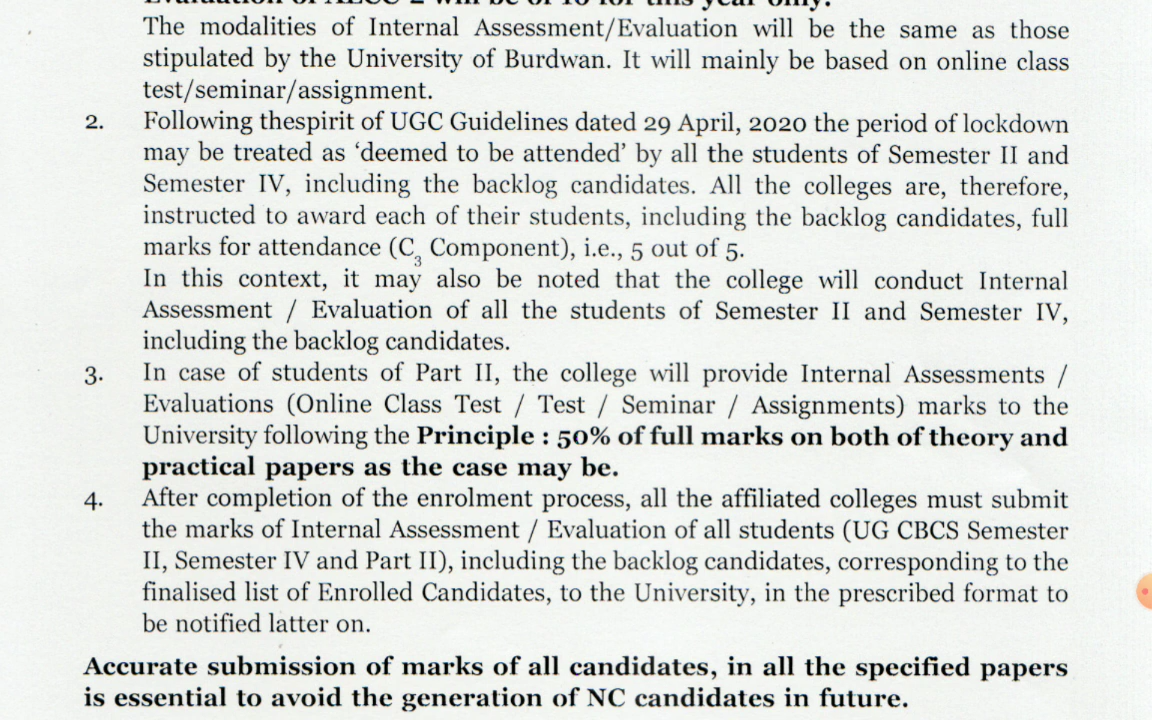 Evaluation of AECC-2 will be of 10 for this year only.
The modalities of Internal Assessment/Evaluation will be the same as those
stipulated by the University of Burdwan. It will mainly be based on online class
test/seminar/assignment.
2. Following thespirit of UGC Guidelines dated 29 April, 2020 the period of lockdown
may be treated as ‘deemed to be attended’ by all the students of Semester II and
Semester IV, including the backlog candidates. All the colleges are, therefore,
instructed to award each of their students, including the backlog candidates, full
marks for attendance (C₃ Component), i.e., 5 out of 5.
In this context, it may also be noted that the college will conduct Internal
Assessment / Evaluation of all the students of Semester II and Semester IV,
including the backlog candidates.
3. In case of students of Part II, the college will provide Internal Assessments /
Evaluations (Online Class Test / Test / Seminar / Assignments) marks to the
University following the Principle : 50% of full marks on both of theory and
practical papers as the case may be.
4. After completion of the enrolment process, all the affiliated colleges must submit
the marks of Internal Assessment / Evaluation of all students (UG CBCS Semester
II, Semester IV and Part II), including the backlog candidates, corresponding to the
finalised list of Enrolled Candidates, to the University, in the prescribed format to
be notified latter on.
Accurate submission of marks of all candidates, in all the specified papers
is essential to avoid the generation of NC candidates in future.